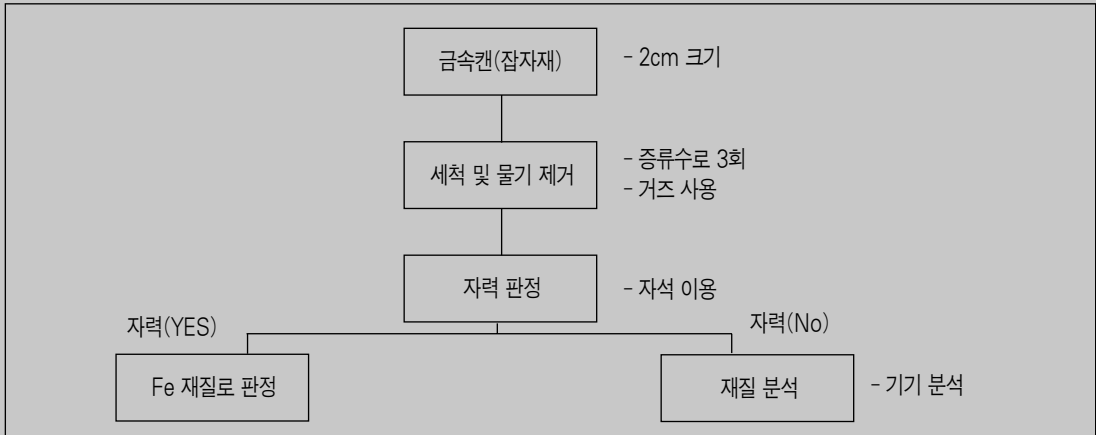 금속캔(잡자재)
- 2cm 크기
세척 및 물기 제거
- 증류수로 3회
- 거즈 사용
자력 판정
- 자석 이용
자력(YES)
자력(No)
Fe 재질로 판정
재질 분석
- 기기 분석